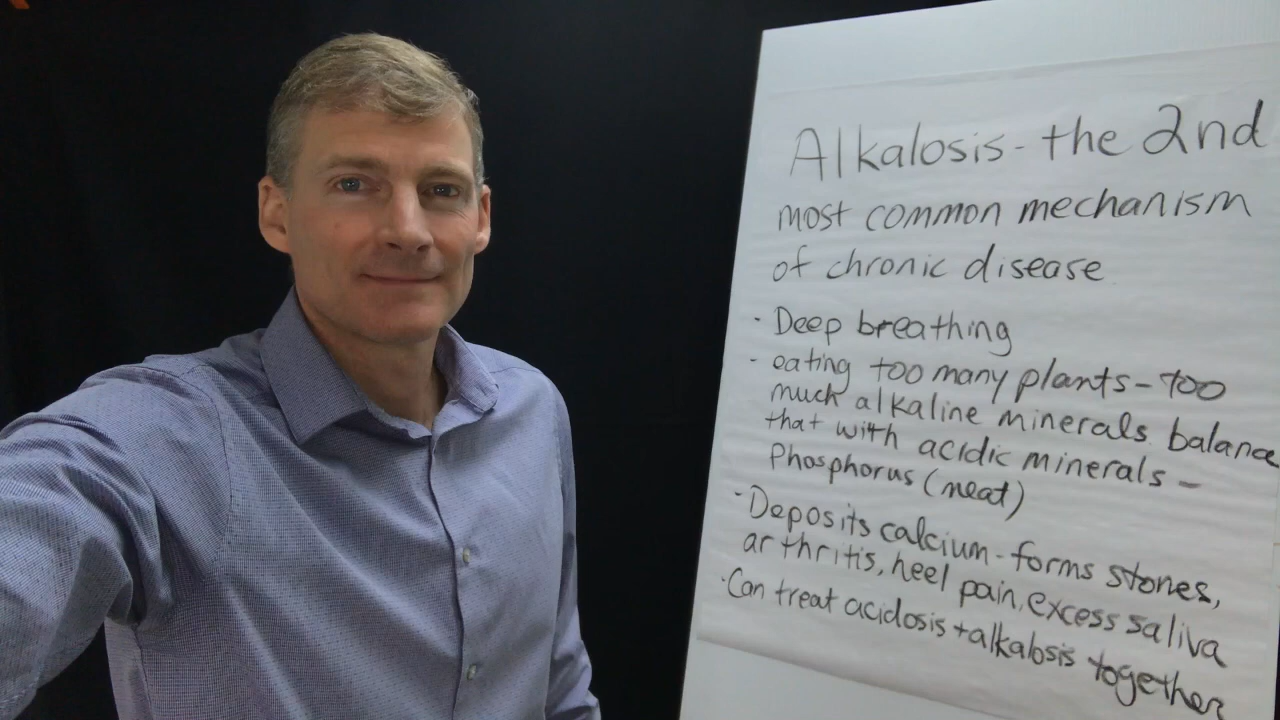 Alkalosis - the 2nd
most common mechanism
of chronic disease
· Deep breathing
- eating too many plants - too
much alkaline minerals balance
that with acidic minerals -
Phosphorus (meat)
· Deposits calcium - forms stones,
arthritis, heel pain, excess saliva
· Can treat acidosis + alkalosis together